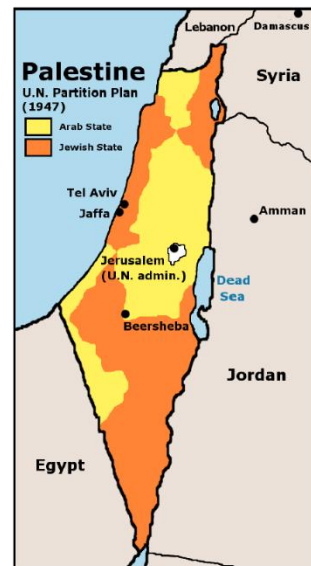 Lebanon
Damascus
Palestine
U.N. Partition Plan
(1947)
Arab State
Jewish State
Syria
Tel Aviv
Jaffa
Amman
Jerusalem
(U.N. admin.)
Dead
Sea
Beersheba
Jordan
Egypt